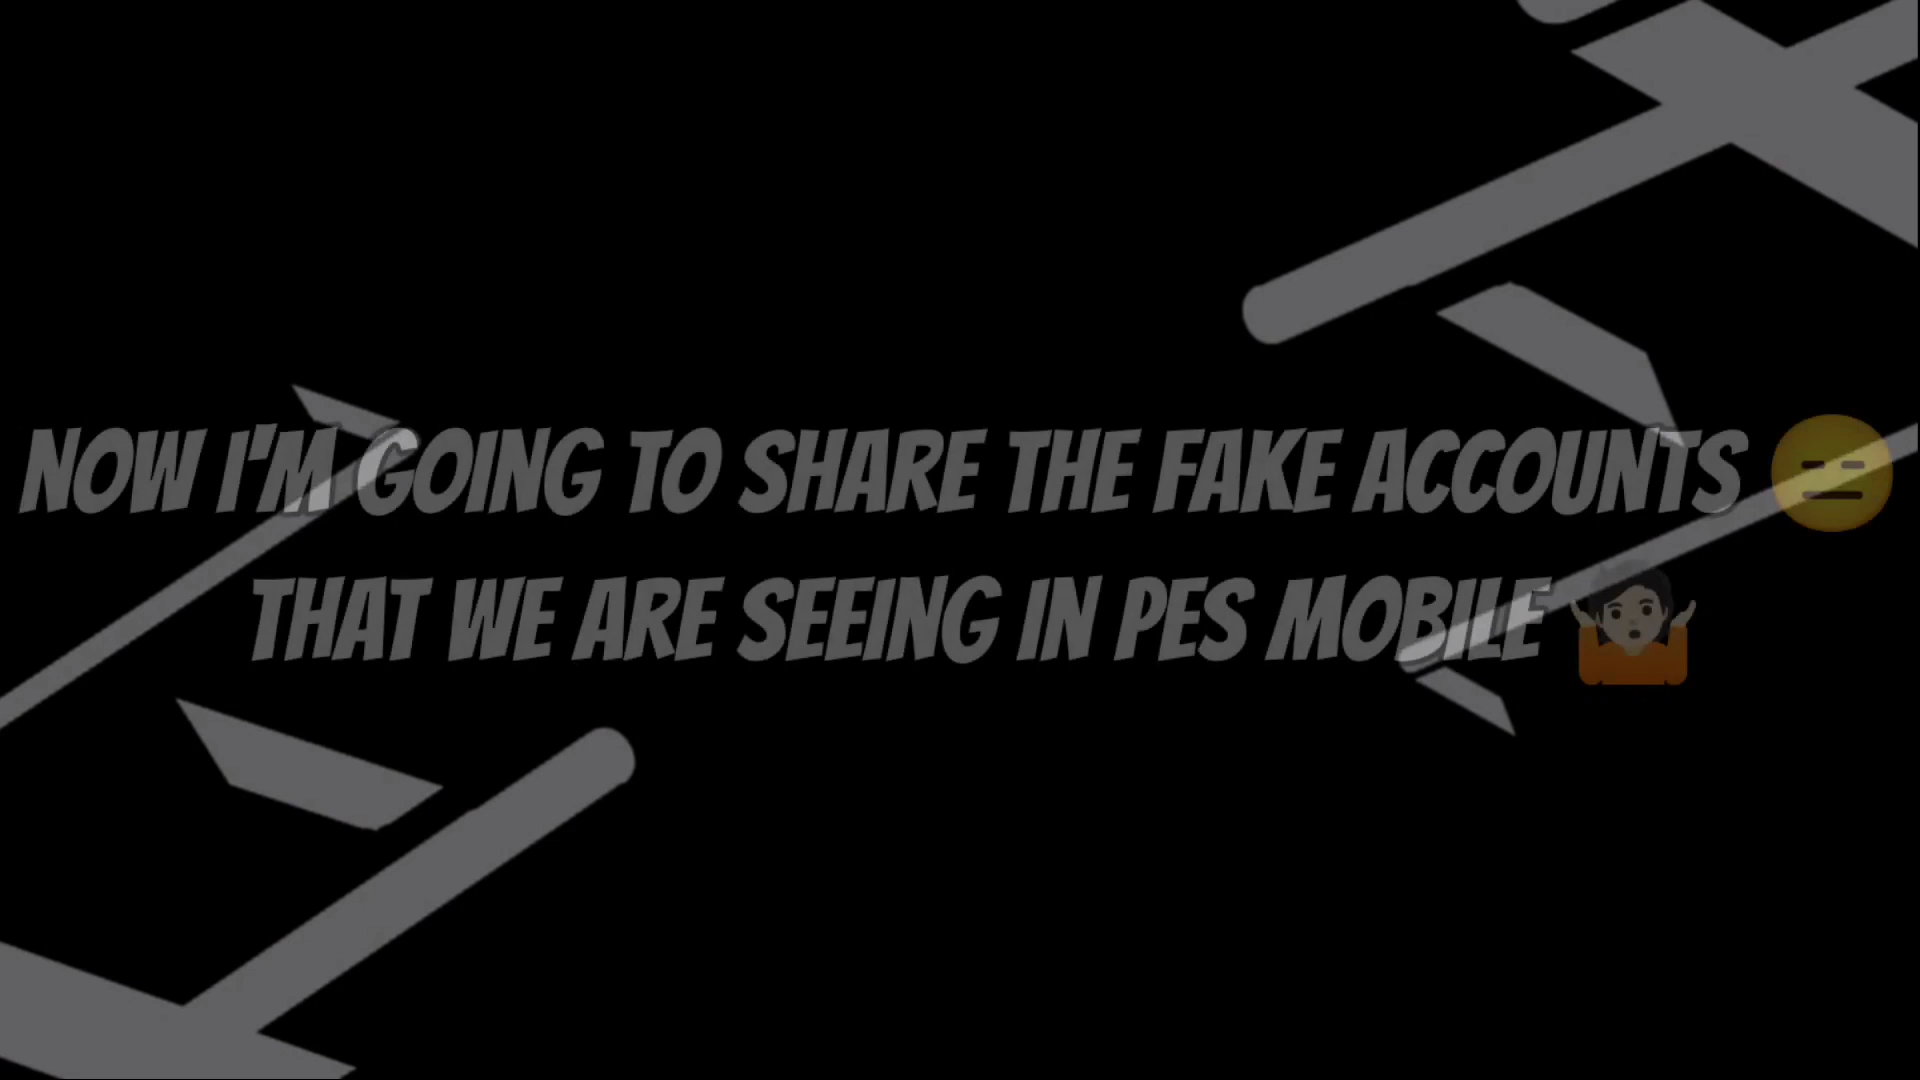 NOW I'M GOING TO SHARE THE FAKE ACCOUNTS 😑
THAT WE ARE SEEING IN PES MOBILE 🤷🏻